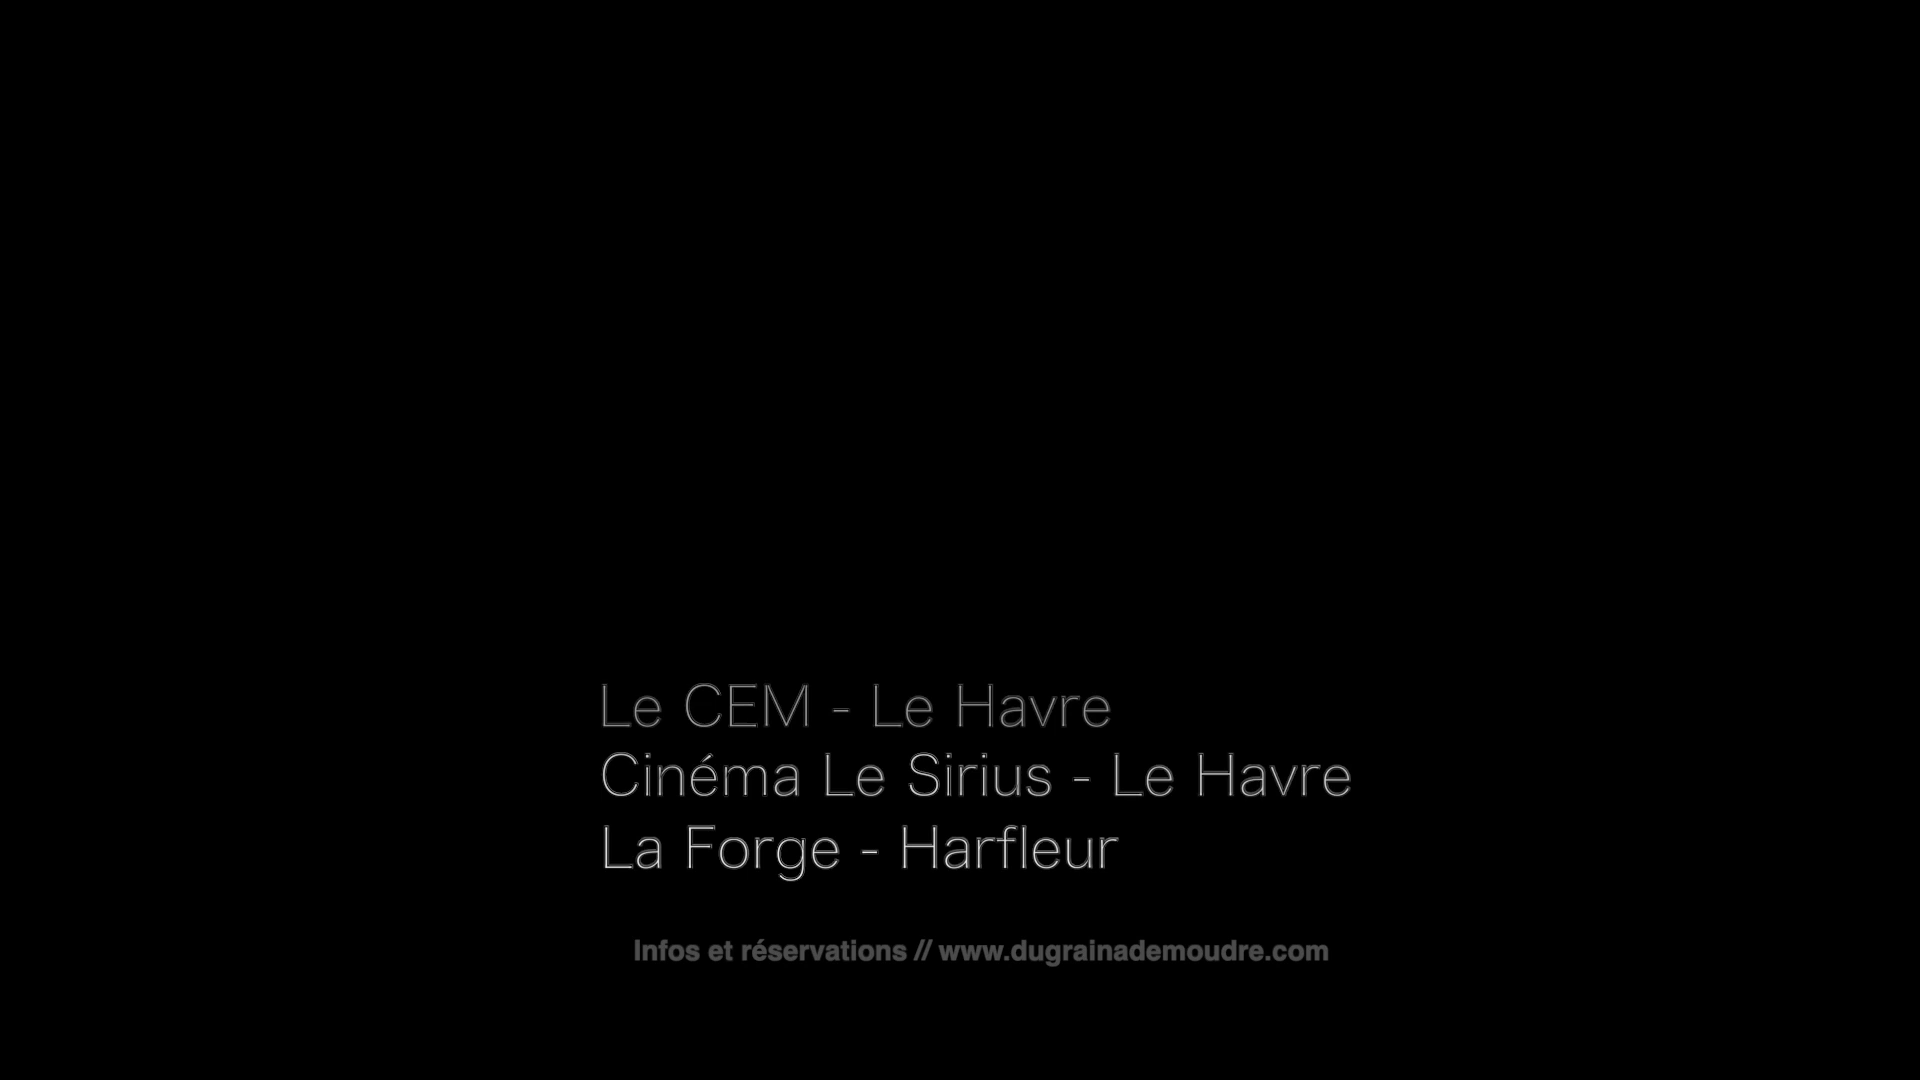 Le CEM - Le Havre
Cinéma Le Sirius - Le Havre
La Forge - Harfleur
Infos et réservations // www.dugrainademoudre.com